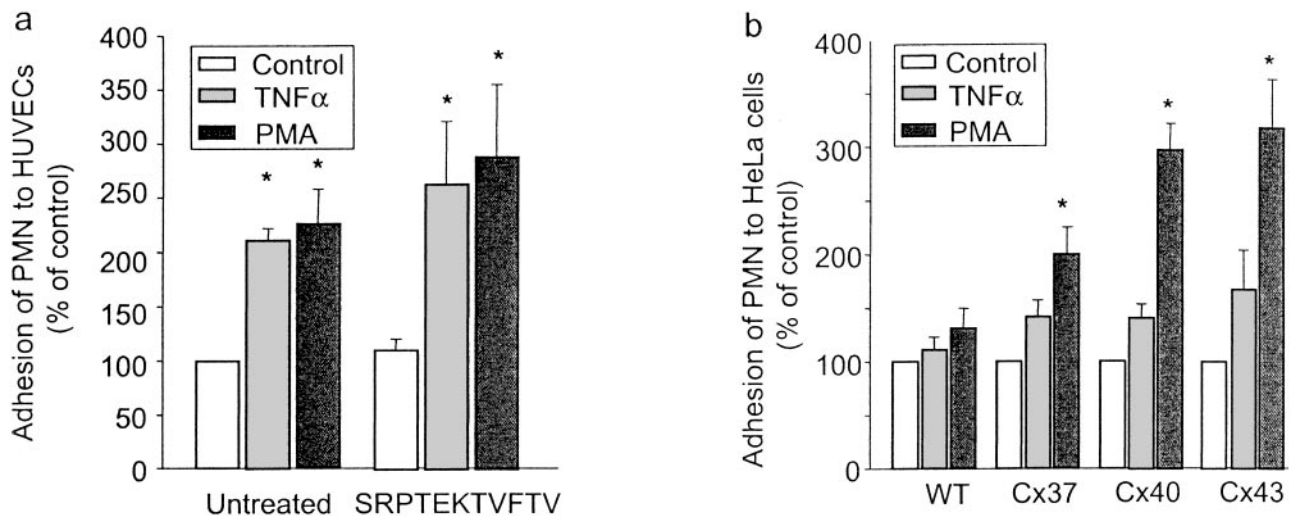 a
Adhesion of PMN to HUVECs
(% of control)
400
350
300
250
200
150
100
50
0
Control
TNFα
PMA
*
*
*
*
Untreated
SRPTEKTVFTV
b
Adhesion of PMN to HeLa cells
(% of control)
400
300
200
100
0
Control
TNFα
PMA
*
*
*
WT
Cx37
Cx40
Cx43